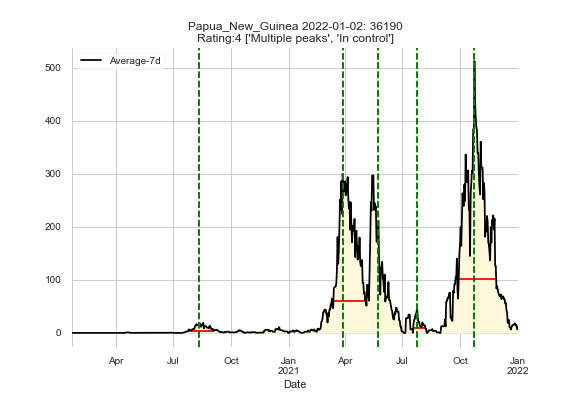 Papua_New_Guinea 2022-01-02: 36190
Rating:4 ['Multiple peaks', 'In control']
Average-7d
500
400
300
200
100
0
Apr
Jul
Oct
Jan
2021
Apr
Jul
Oct
Jan
2022
Date